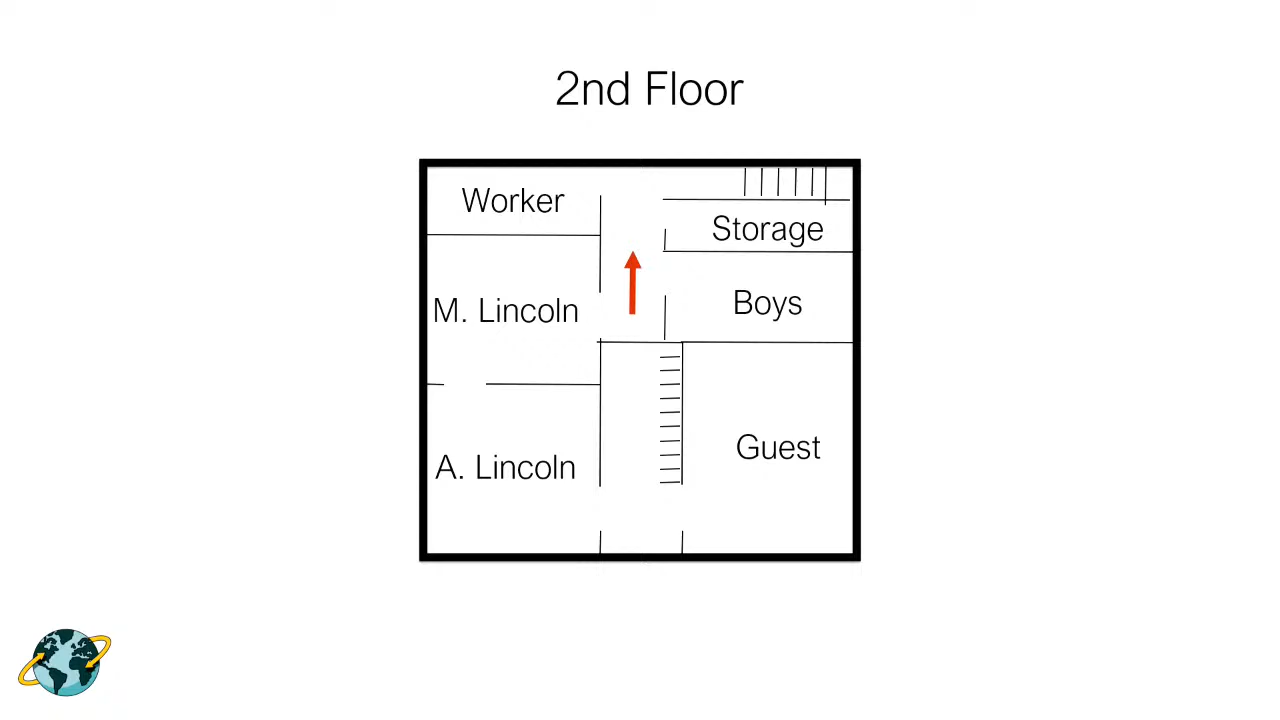 2nd Floor
Worker
Storage
M. Lincoln
Boys
A. Lincoln
Guest